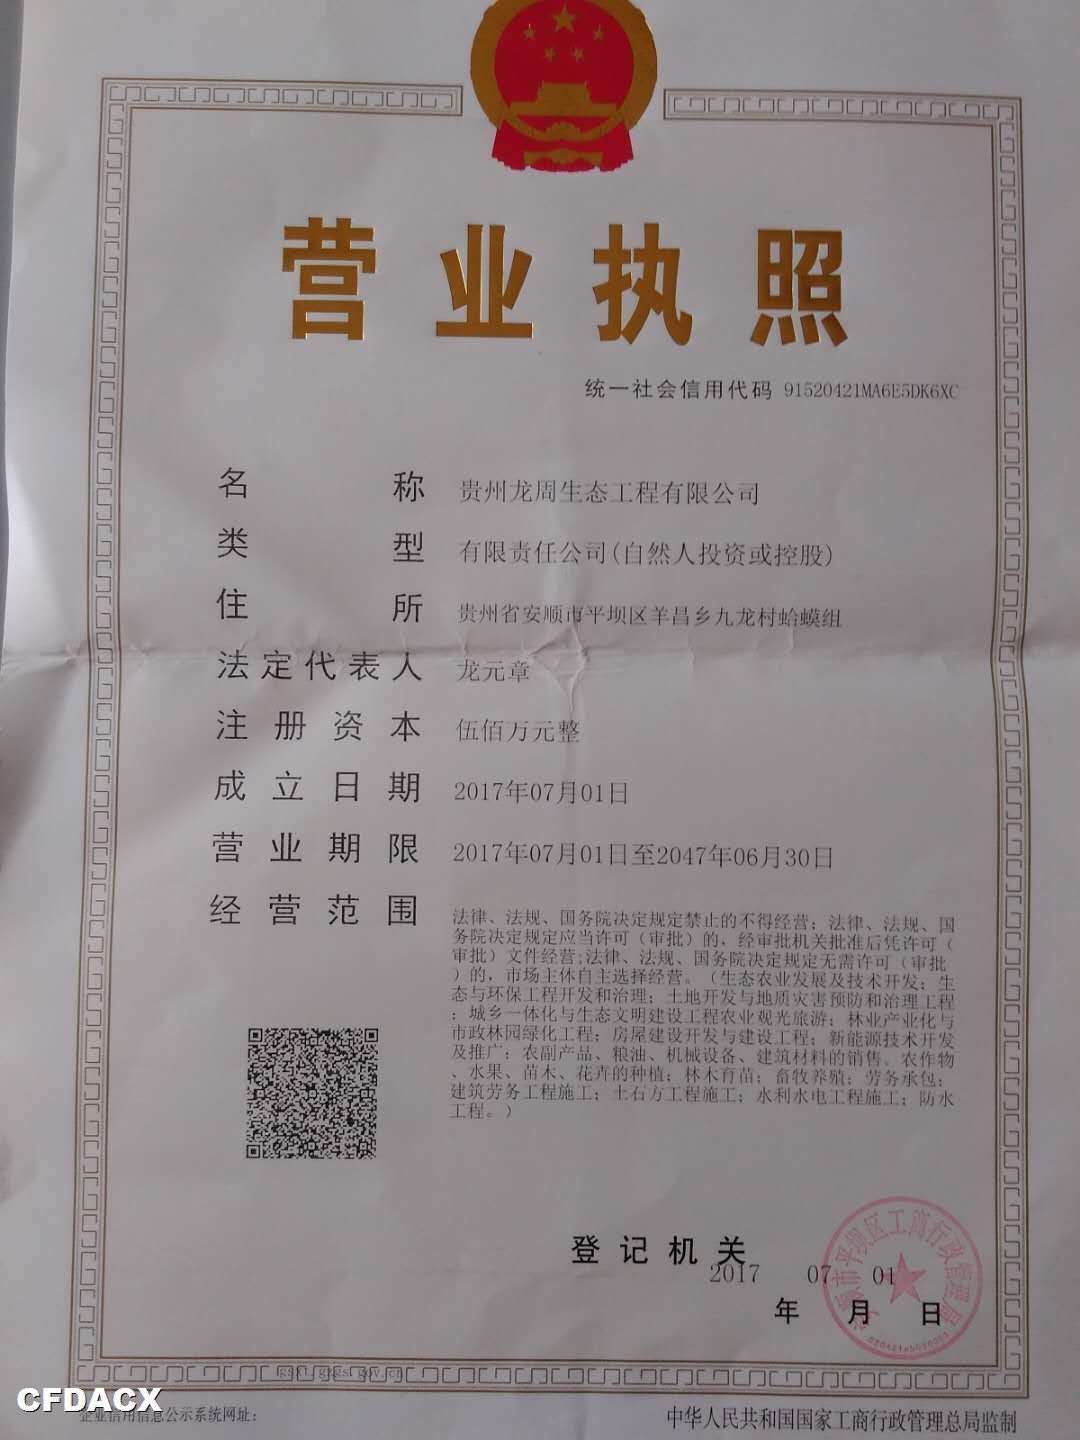 营业执照
统一社会信用代码 91520421MA6E5DK6XC
名称 贵州龙周生态工程有限公司
类型 有限责任公司(自然人投资或控股)
住所 贵州省安顺市平坝区羊昌乡九龙村蛤蟆组
法定代表人 龙元章
注册资本 伍佰万元整
成立日期 2017年07月01日
营业期限 2017年07月01日至2047年06月30日
经营范围 法律、法规、国务院决定规定禁止的不得经营;法律、法规、国
务院决定规定应当许可(审批)的,经审批机关批准后凭许可(
审批)文件经营;法律、法规、国务院决定规定无需许可(审批
)的,市场主体自主选择经营。(生态农业发展及技术开发;生
态与环保工程开发和治理;土地开发与地质灾害预防和治理工程
;城乡一体化与生态文明建设工程农业观光旅游;林业产业化与
市政林园绿化工程;房屋建设开发与建设工程;新能源技术开发
及推广;农副产品、粮油、机械设备、建筑材料的销售。农作物
、水果、苗木、花卉的种植;林木育苗;畜牧养殖;劳务承包;
建筑劳务工程施工;土石方工程施工;水利水电工程施工;防水
工程。)
登记机关
2017 07 01
年 月 日
安顺市平坝区工商行政管理局
gsxt.gzgs.gov.cn
CFDACX
企业信用信息公示系统网址:
中华人民共和国国家工商行政管理总局监制